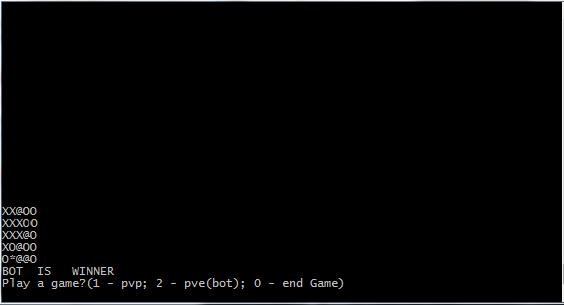 XX@OO
XXXOO
XXX@O
XO@OO
O*@@O
BOT  IS   WINNER
Play a game?(1 - pvp; 2 - pve(bot); 0 - end Game)